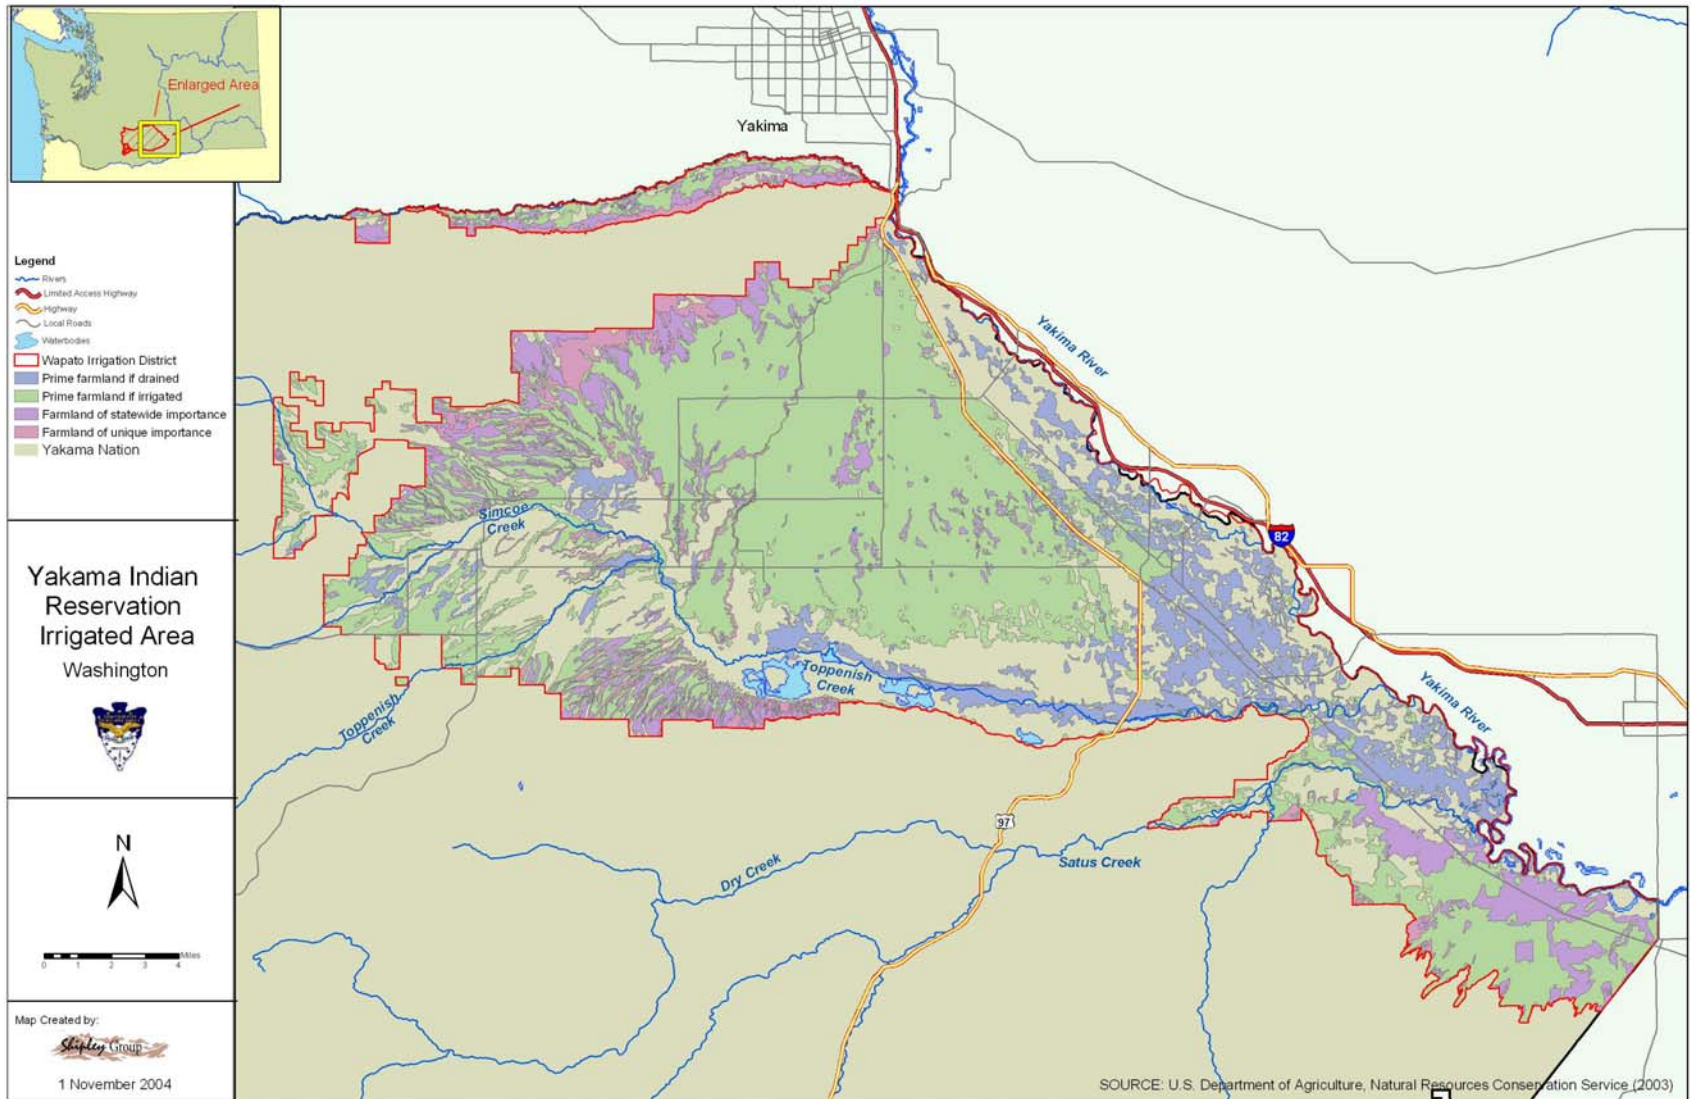 Enlarged Area
Legend
Rivers
Limited Access Highway
Highway
Local Roads
Waterbodies
Wapato Irrigation District
Prime farmland if drained
Prime farmland if irrigated
Farmland of statewide importance
Farmland of unique importance
Yakama Nation
Yakama Indian
Reservation
Irrigated Area
Washington
N
0 1 2 3 4 Miles
Map Created by:
Shipley Group
1 November 2004
Yakima
Yakima River
82
Simcoe
Creek
Toppenish
Creek
Toppenish
Creek
Yakima River
97
Satus Creek
Dry Creek
SOURCE: U.S. Department of Agriculture, Natural Resources Conservation Service (2003)